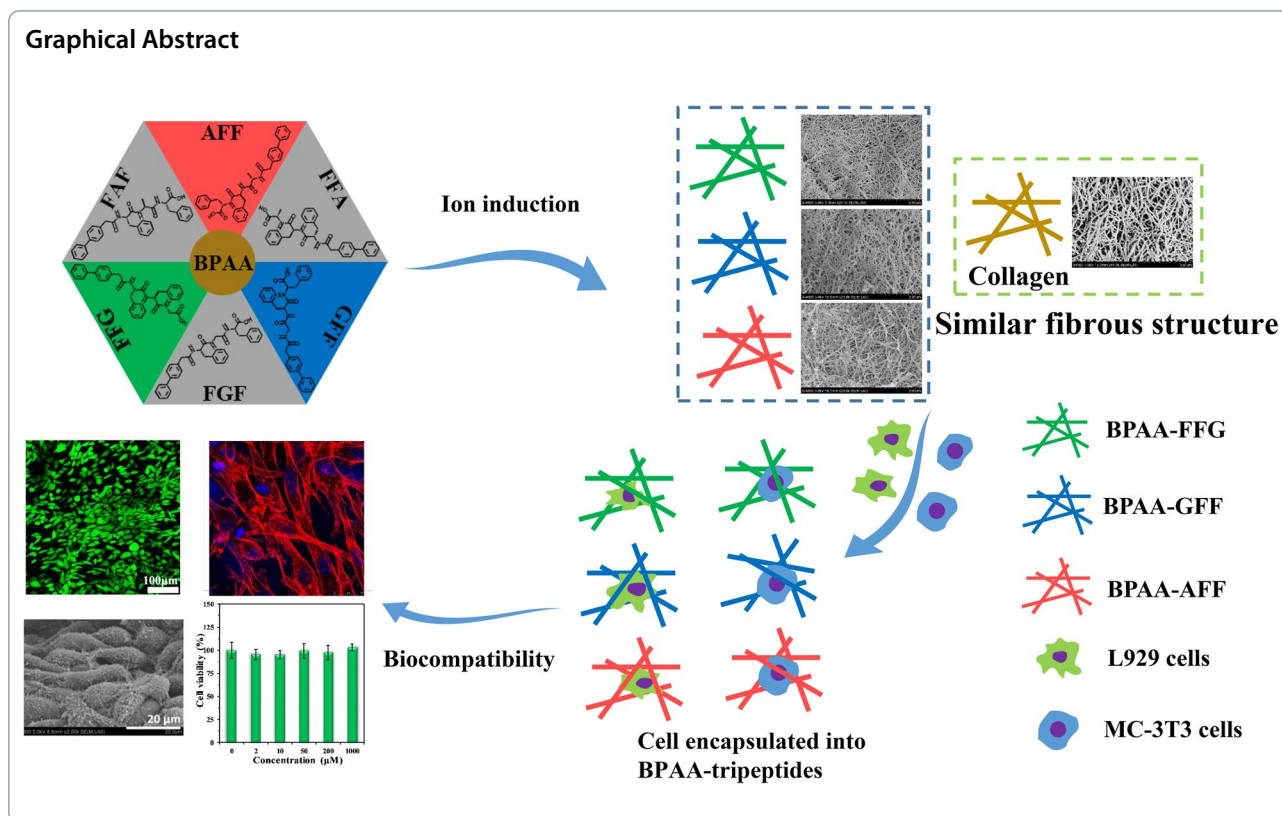 Graphical Abstract
AFF
FAF
FFA
BPAA
FFG
GFF
FGF
Ion induction
Collagen
Similar fibrous structure
BPAA-FFG
BPAA-GFF
BPAA-AFF
L929 cells
MC-3T3 cells
Cell encapsulated into
BPAA-tripeptides
Biocompatibility
100μm
20 μm
Cell viability (%)
150
125
100
75
50
25
0
0 2 10 50 200 1000
Concentration (μM)